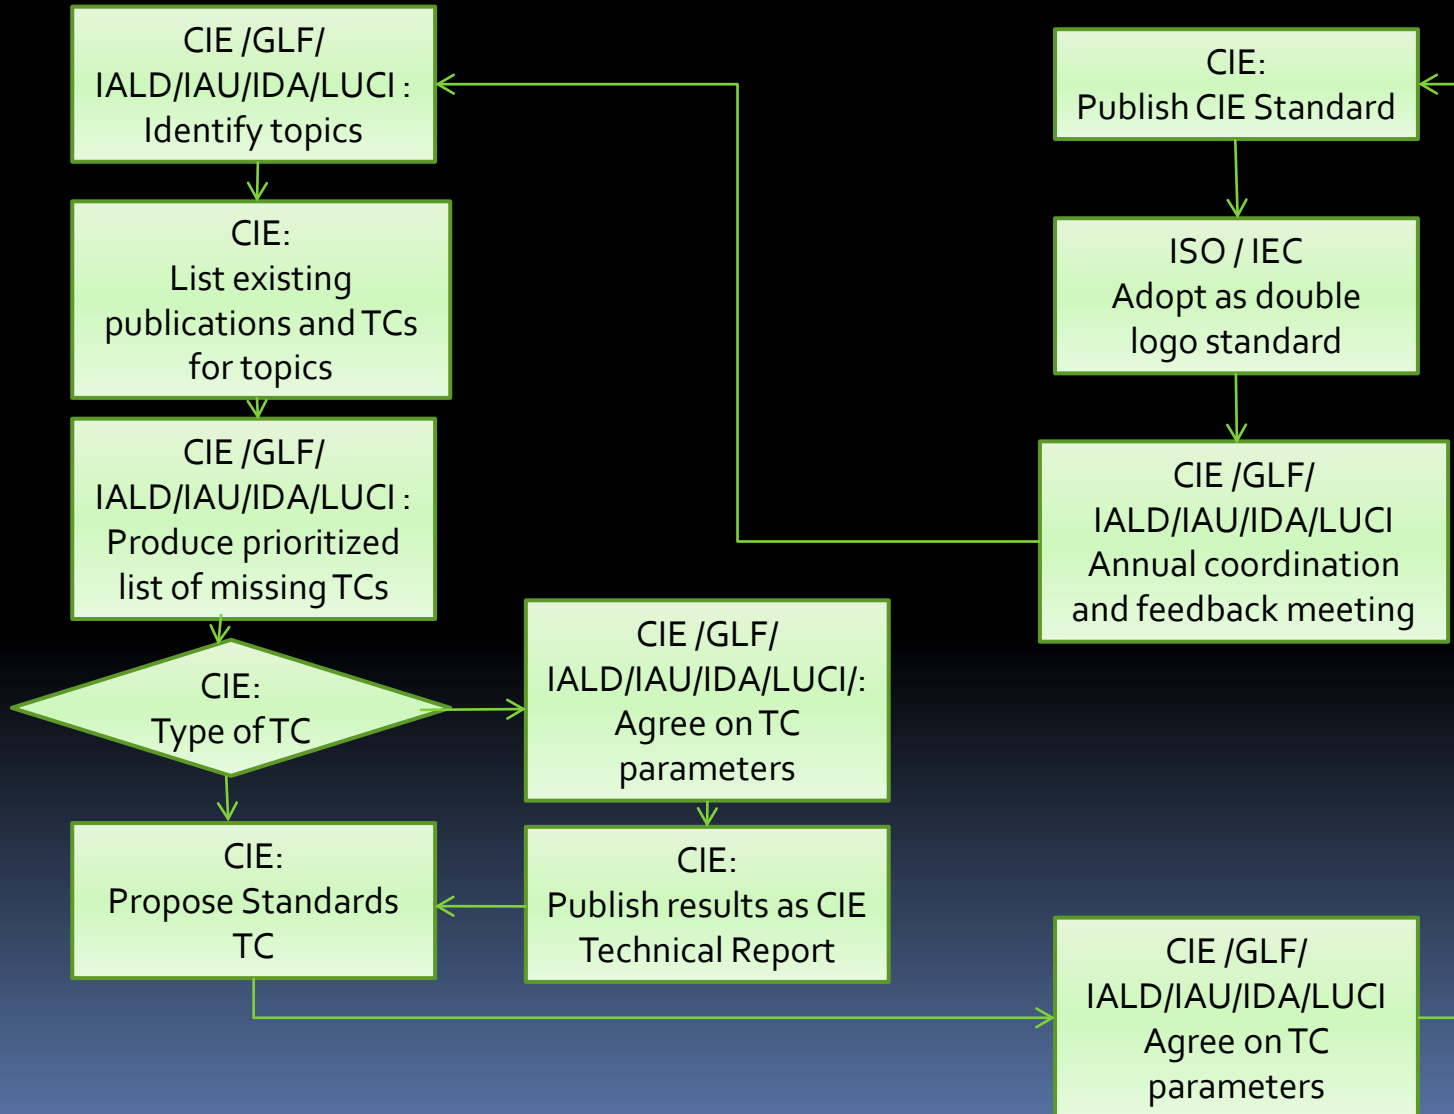 CIE /GLF/
IALD/IAU/IDA/LUCI :
Identify topics
CIE:
List existing
publications and TCs
for topics
CIE /GLF/
IALD/IAU/IDA/LUCI :
Produce prioritized
list of missing TCs
CIE:
Type of TC
CIE:
Propose Standards
TC
CIE /GLF/
IALD/IAU/IDA/LUCI/:
Agree on TC
parameters
CIE:
Publish results as CIE
Technical Report
CIE /GLF/
IALD/IAU/IDA/LUCI
Agree on TC
parameters
CIE:
Publish CIE Standard
ISO / IEC
Adopt as double
logo standard
CIE /GLF/
IALD/IAU/IDA/LUCI
Annual coordination
and feedback meeting